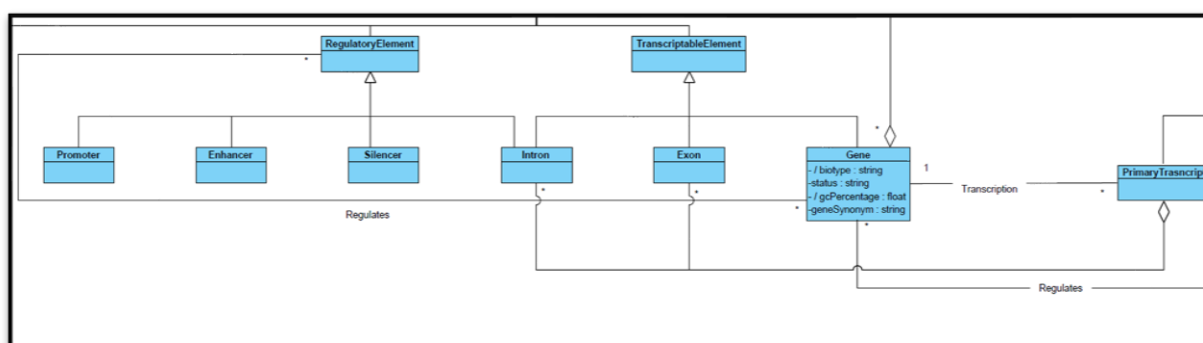 RegulatoryElement
TranscriptableElement
*
Promoter
Enhancer
Silencer
Intron
Exon
Gene
- / biotype : string
-status : string
- / gcPercentage : float
-geneSynonym : string
*
1
Transcription
*
PrimaryTrasncrip
*
*
Regulates
*
*
Regulates